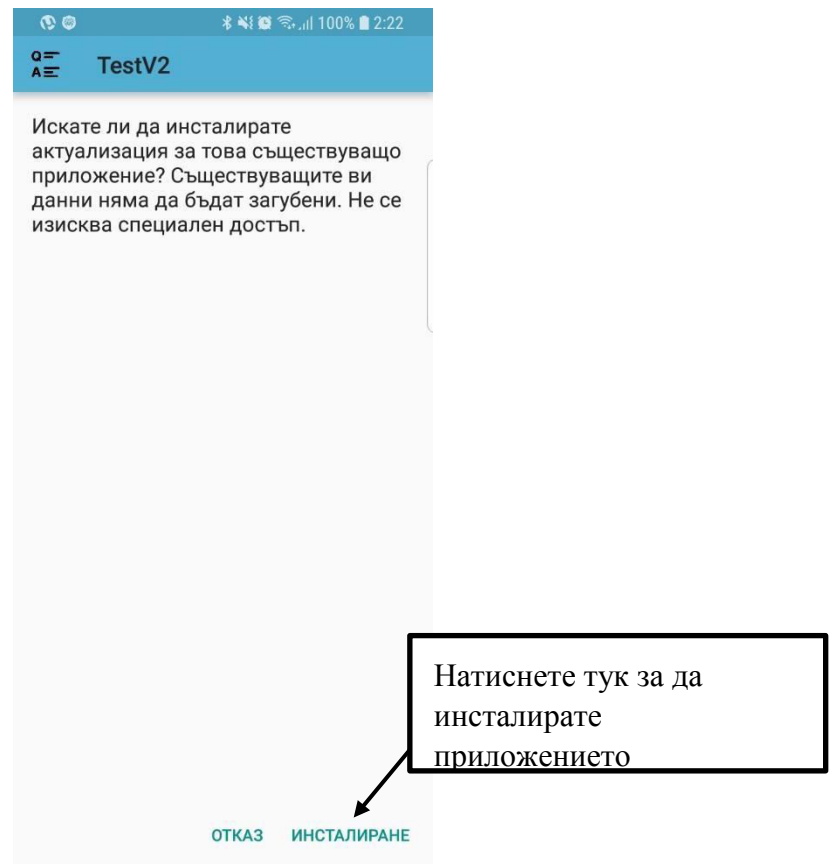 100% 2:22
Q
A
TestV2
Искате ли да инсталирате
актуализация за това съществуващо
приложение? Съществуващите ви
данни няма да бъдат загубени. Не се
изисква специален достъп.
Натиснете тук за да
инсталирате
приложението
ОТКАЗ ИНСТАЛИРАНЕ